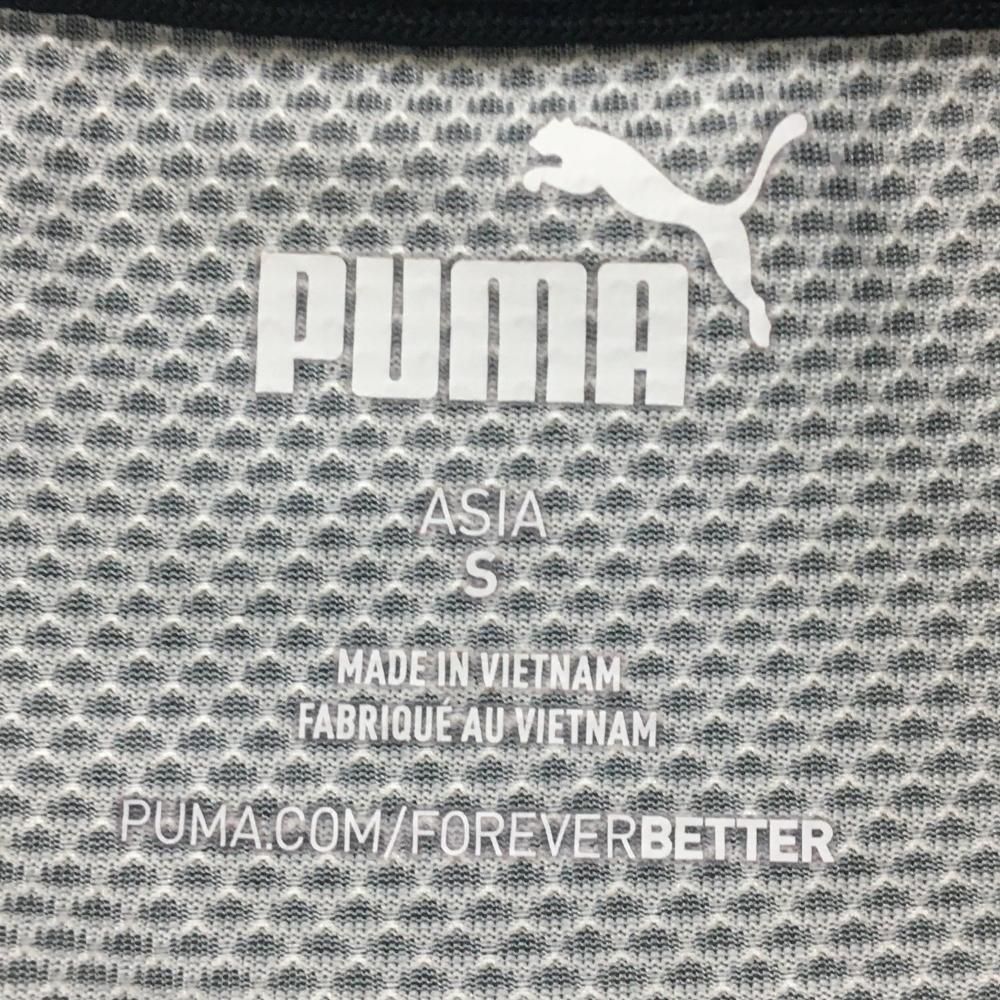 PUMA
ASIA
S
MADE IN VIETNAM
FABRIQUÉ AU VIETNAM
PUMA.COM/FOREVERBETTER